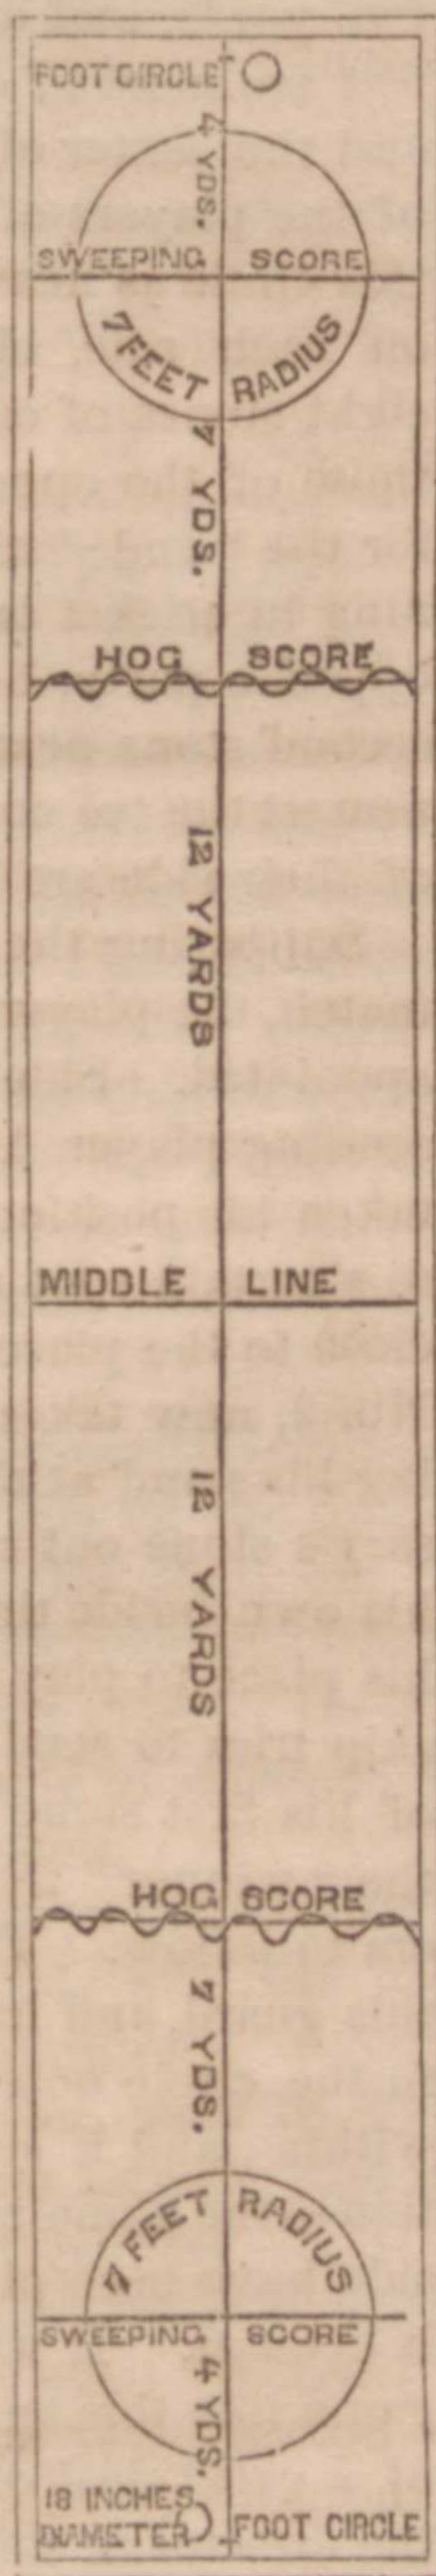 FOOT CIRCLE
4 YDS.
SWEEPING SCORE
7 FEET RADIUS
7 YDS.
HOG SCORE
12 YARDS
MIDDLE LINE
12 YARDS
HOG SCORE
7 YDS.
7 FEET RADIUS
SWEEPING SCORE
4 YDS.
18 INCHES
DIAMETER FOOT CIRCLE